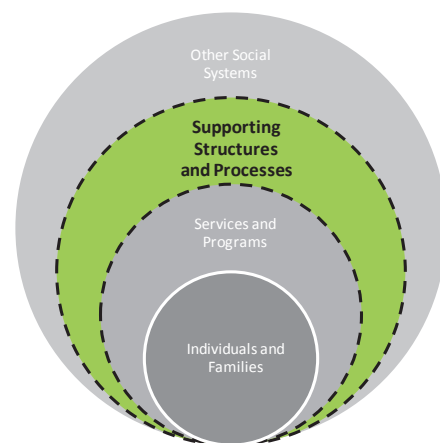 Other Social
Systems
Supporting
Structures
and Processes
Services and
Programs
Individuals and
Families